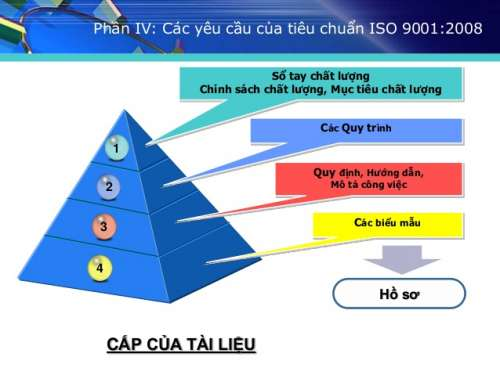 Phần IV: Các yêu cầu của tiêu chuẩn ISO 9001:2008
Sổ tay chất lượng
Chính sách chất lượng, Mục tiêu chất lượng
Các Quy trình
Quy định, Hướng dẫn,
Mô tả công việc
Các biểu mẫu
1
2
3
4
Hồ sơ
CẤP CỦA TÀI LIỆU